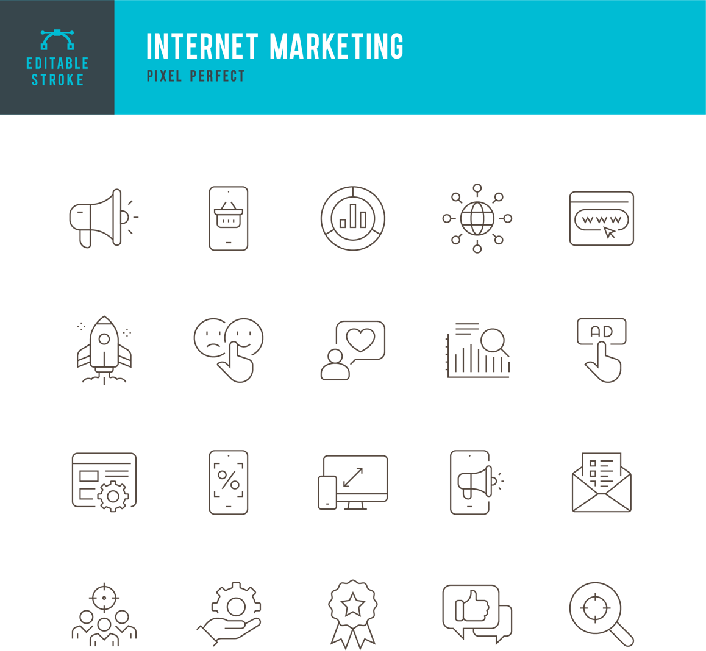 EDITABLE
STROKE
INTERNET MARKETING
PIXEL PERFECT
WWW
AD
%